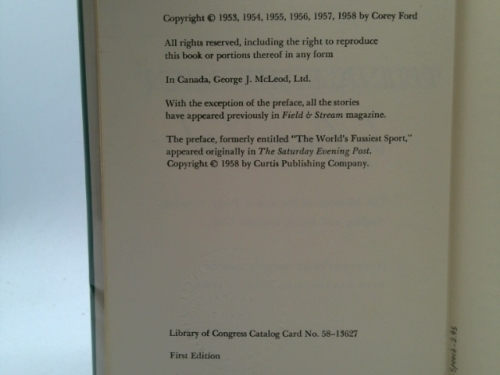 Copyright © 1953, 1954, 1955, 1956, 1957, 1958 by Corey Ford
All rights reserved, including the right to reproduce
this book or portions thereof in any form
In Canada, George J. McLeod, Ltd.
With the exception of the preface, all the stories
have appeared previously in Field & Stream magazine.
The preface, formerly entitled "The World's Fussiest Sport,"
appeared originally in The Saturday Evening Post.
Copyright © 1958 by Curtis Publishing Company.
Library of Congress Catalog Card No. 58-13627
First Edition